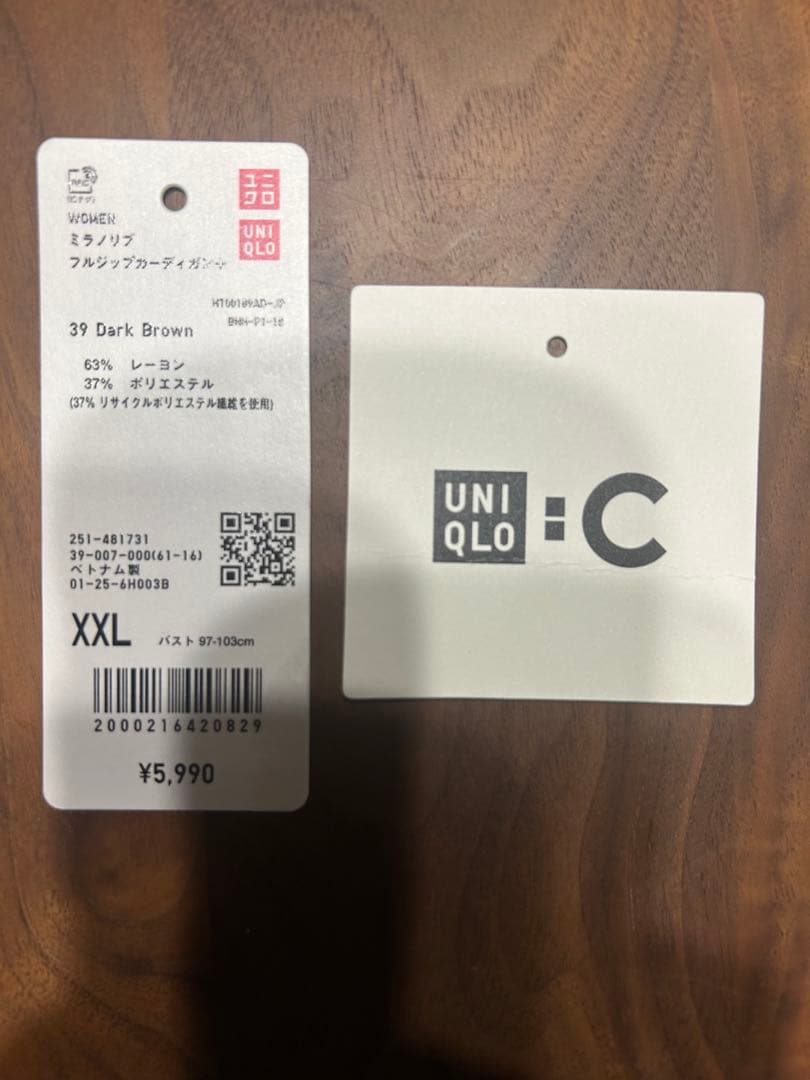 ユニ
クロ
UNI
QLO
WOMEN
ミラノリブ
フルジップカーディガン+
39 Dark Brown
63% レーヨン
37% ポリエステル
(37% リサイクルポリエステル繊維を使用)
251-481731
39-007-000(61-16)
ベトナム製
01-25-6H003B
XXL バスト 97-103cm
2000216420829
¥5,990
UNI
QLO
:C